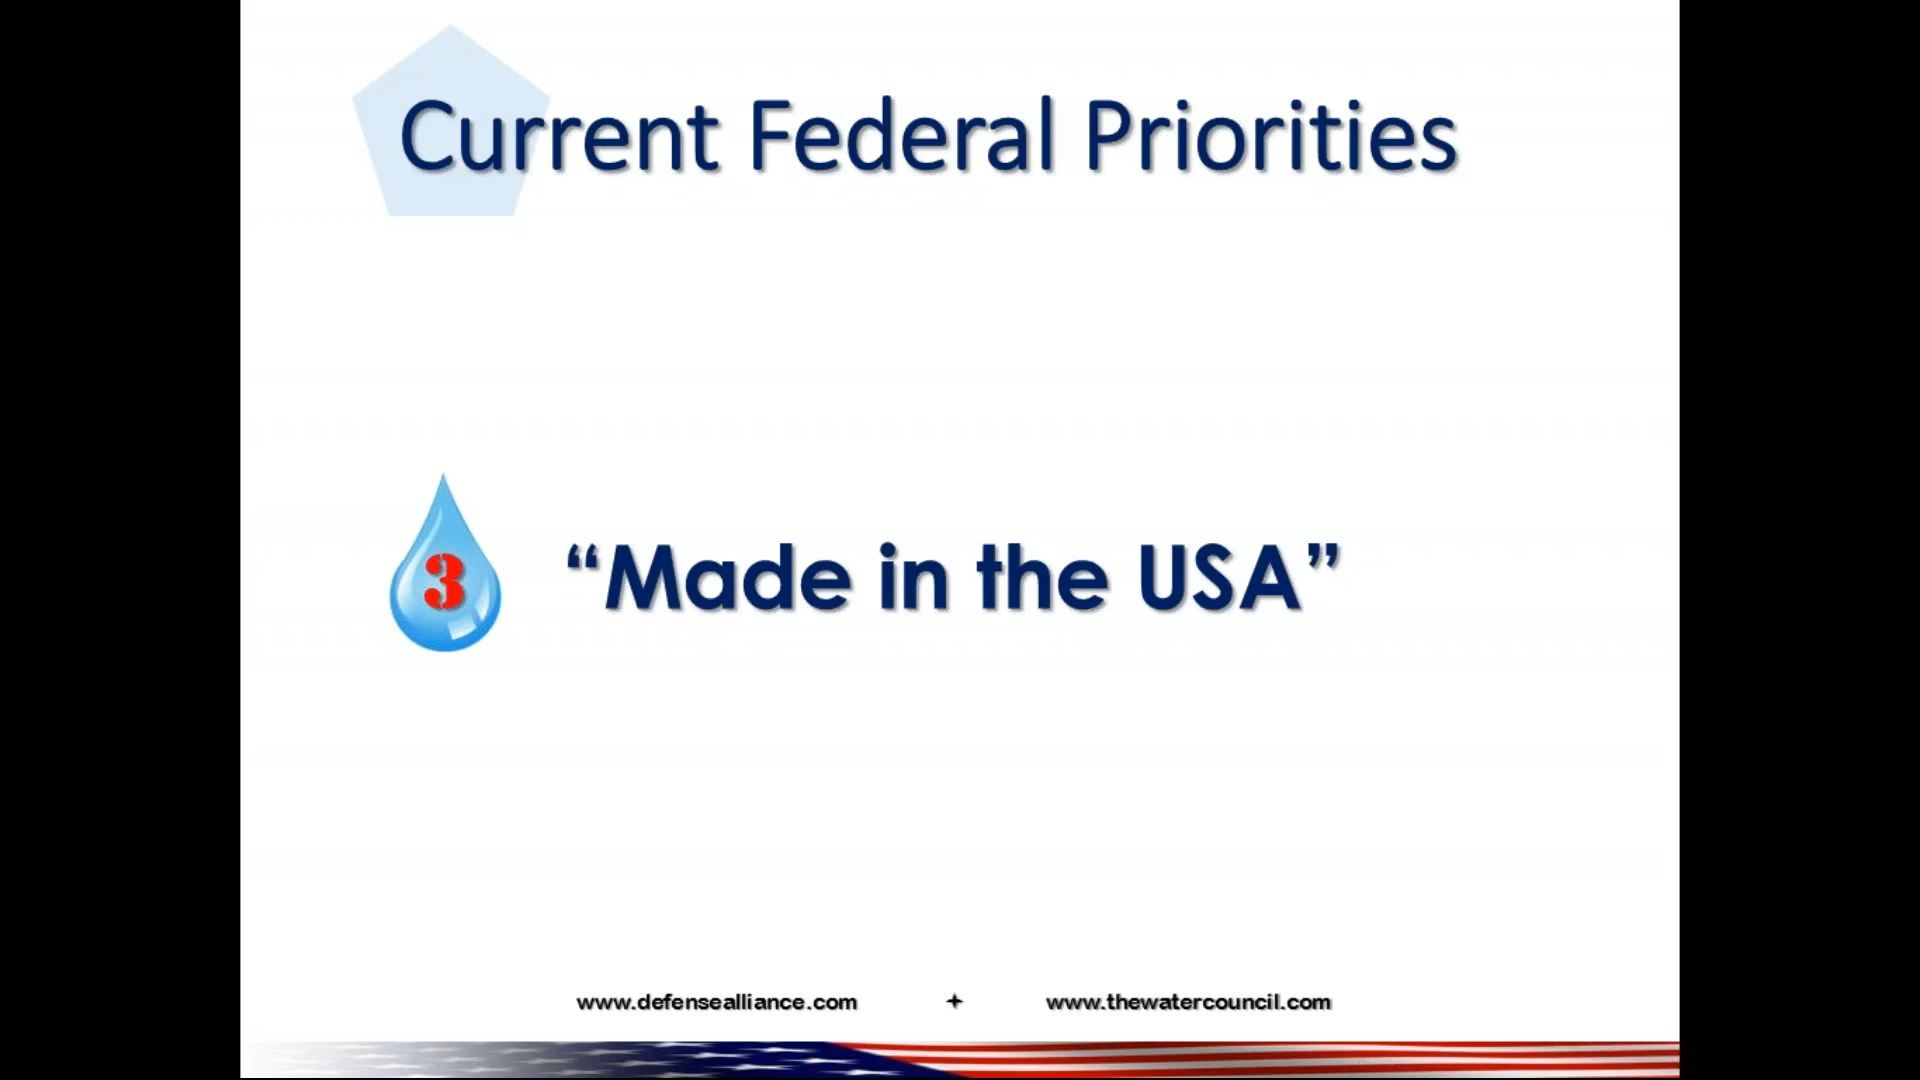 Current Federal Priorities
3 “Made in the USA”
www.defensealliance.com + www.thewatercouncil.com